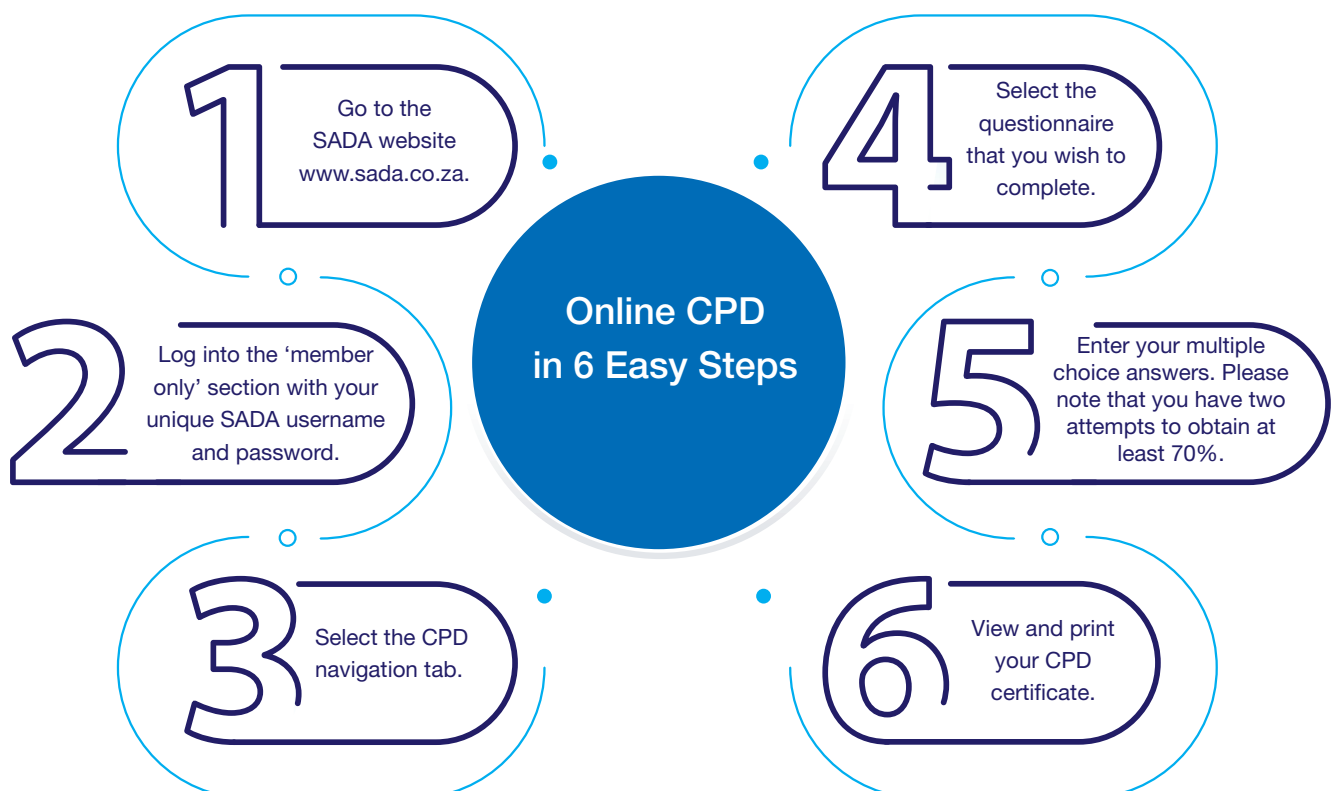 Online CPD
in 6 Easy Steps
1
Go to the
SADA website
www.sada.co.za.
2
Log into the ‘member
only’ section with your
unique SADA username
and password.
3
Select the CPD
navigation tab.
4
Select the
questionnaire
that you wish to
complete.
5
Enter your multiple
choice answers. Please
note that you have two
attempts to obtain at
least 70%.
6
View and print
your CPD
certificate.